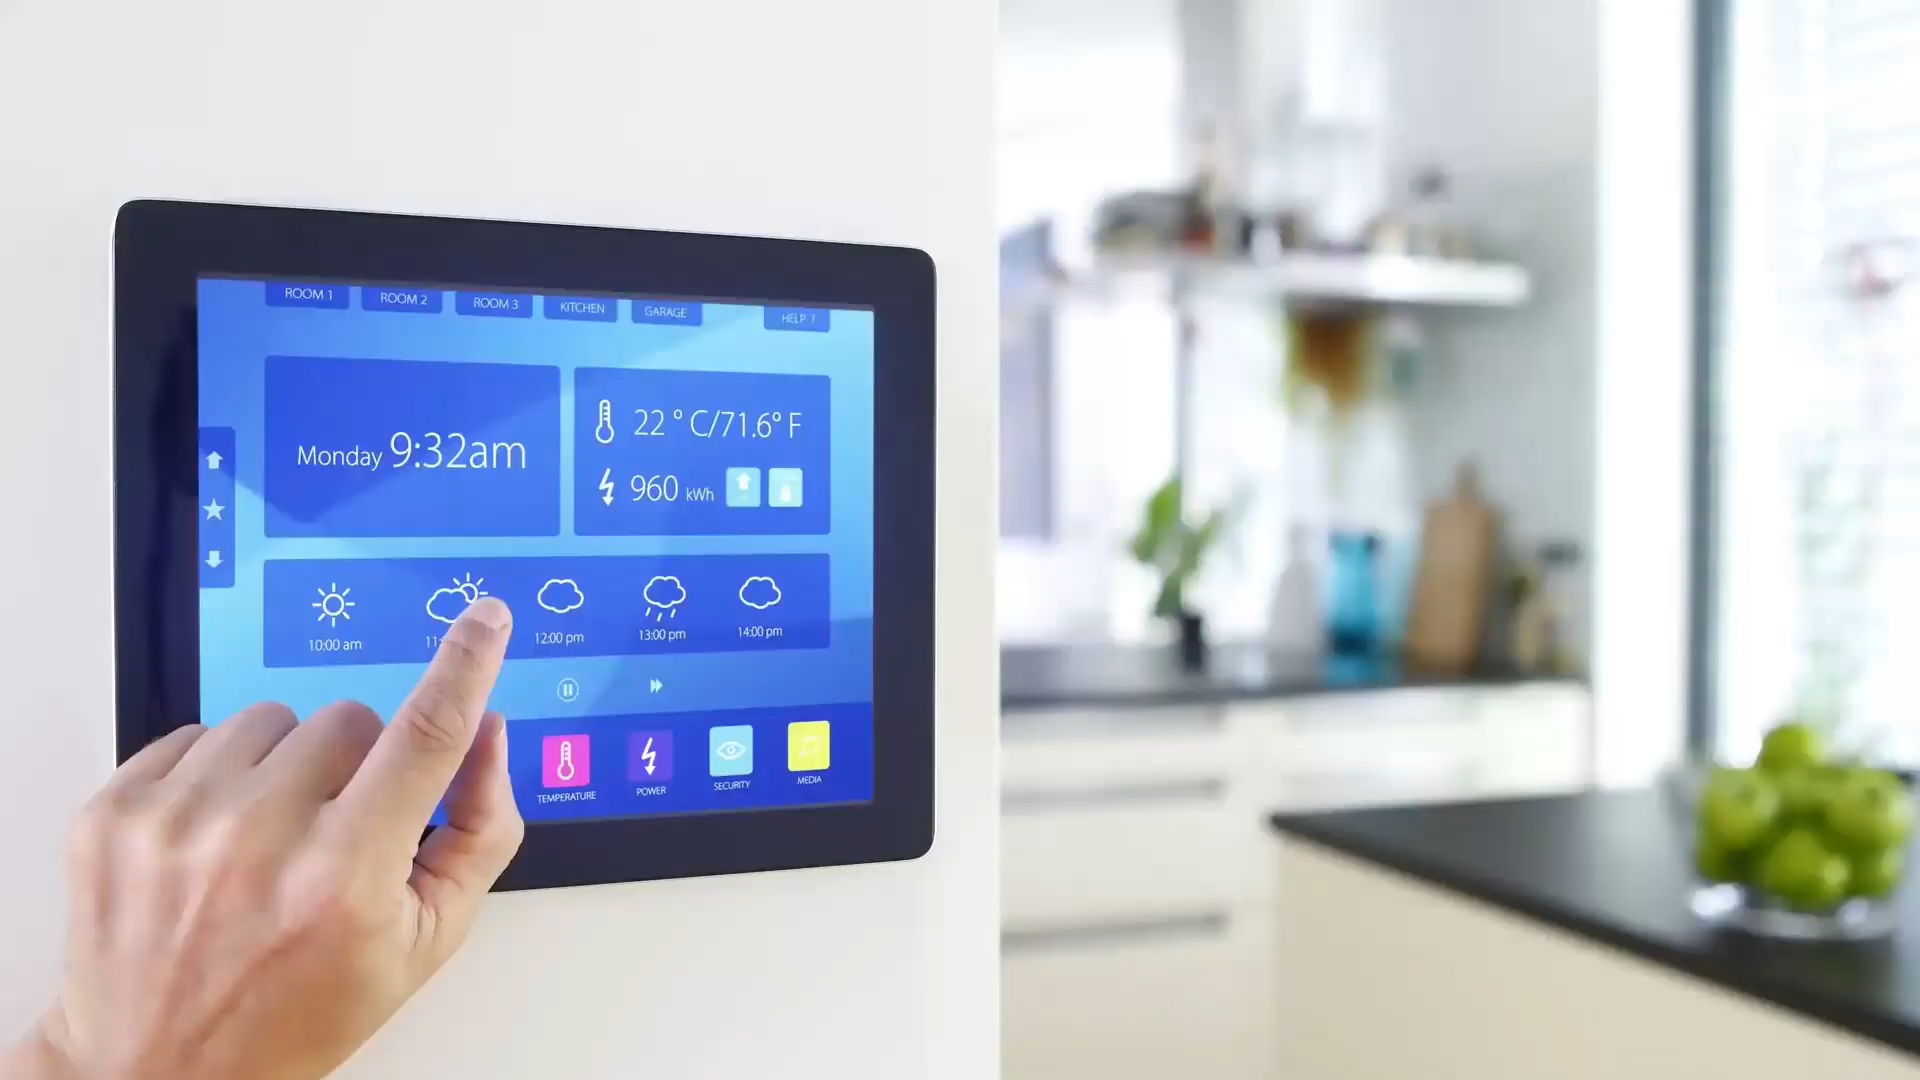 ROOM 1
ROOM 2
ROOM 3
KITCHEN
GARAGE
HELP ?
Monday 9:32am
22 ° C/71.6° F
960 kWh
10:00 am
12:00 pm
13:00 pm
14:00 pm
TEMPERATURE
POWER
SECURITY
MEDIA